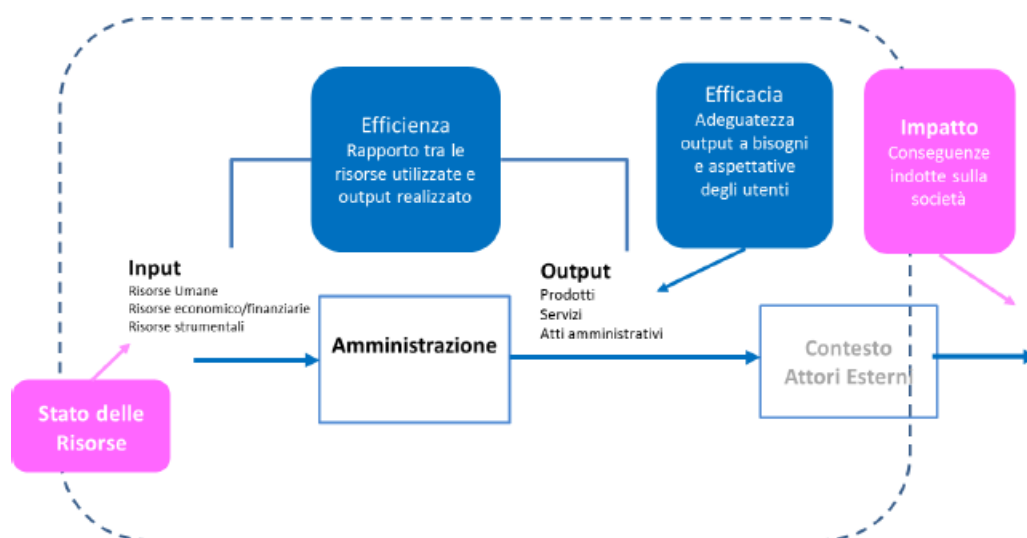 Efficienza
Rapporto tra le
risorse utilizzate e
output realizzato
Efficacia
Adeguatezza
output a bisogni
e aspettative
degli utenti
Impatto
Conseguenze
indotte sulla
società
Input
Risorse Umane
Risorse economico/finanziarie
Risorse strumentali
Output
Prodotti
Servizi
Atti amministrativi
Amministrazione
Contesto
Attori Esterni
Stato delle
Risorse